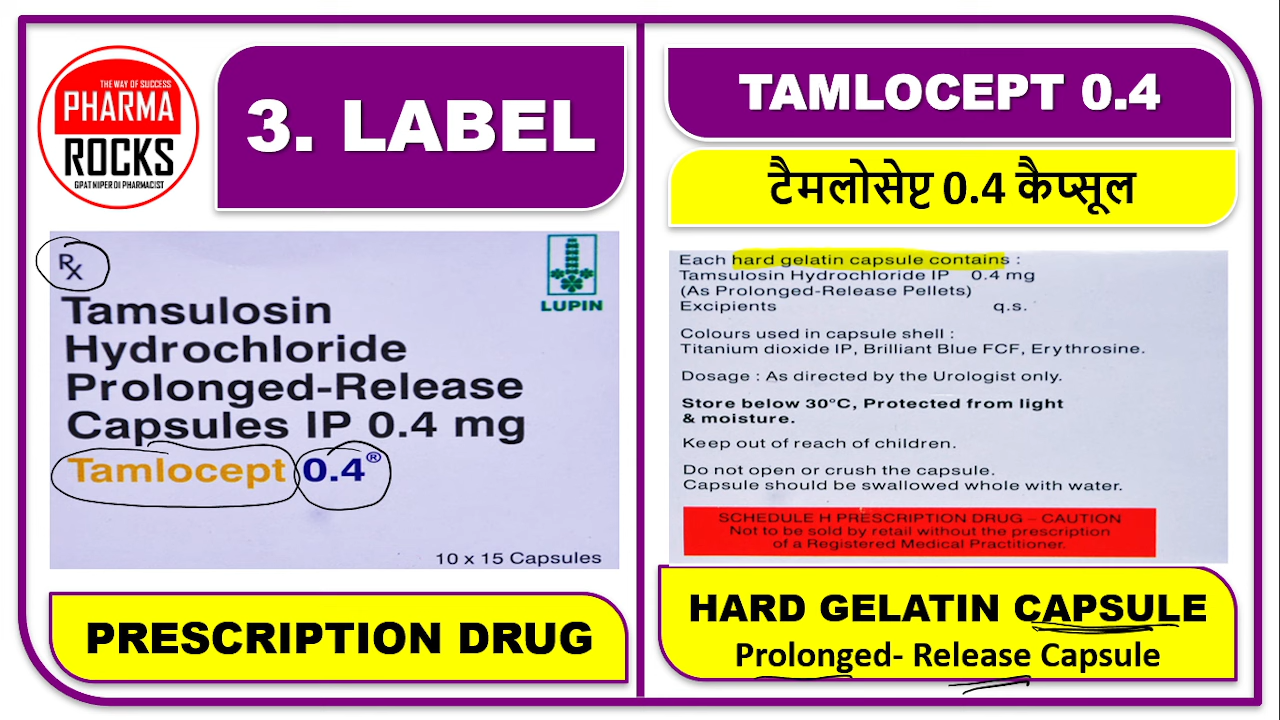 THE WAY OF SUCCESS
PHARMA
ROCKS
GPAT NIPER DI PHARMACIST
3. LABEL
Rx
LUPIN
Tamsulosin
Hydrochloride
Prolonged-Release
Capsules IP 0.4 mg
Tamlocept 0.4®
10 x 15 Capsules
PRESCRIPTION DRUG
TAMLOCEPT 0.4
टैमलोसेप्ट 0.4 कैप्सूल
Each hard gelatin capsule contains :
Tamsulosin Hydrochloride IP 0.4 mg
(As Prolonged-Release Pellets)
Excipients q.s.
Colours used in capsule shell :
Titanium dioxide IP, Brilliant Blue FCF, Erythrosine.
Dosage : As directed by the Urologist only.
Store below 30°C, Protected from light
& moisture.
Keep out of reach of children.
Do not open or crush the capsule.
Capsule should be swallowed whole with water.
SCHEDULE H PRESCRIPTION DRUG – CAUTION
Not to be sold by retail without the prescription
of a Registered Medical Practitioner.
HARD GELATIN CAPSULE
Prolonged- Release Capsule